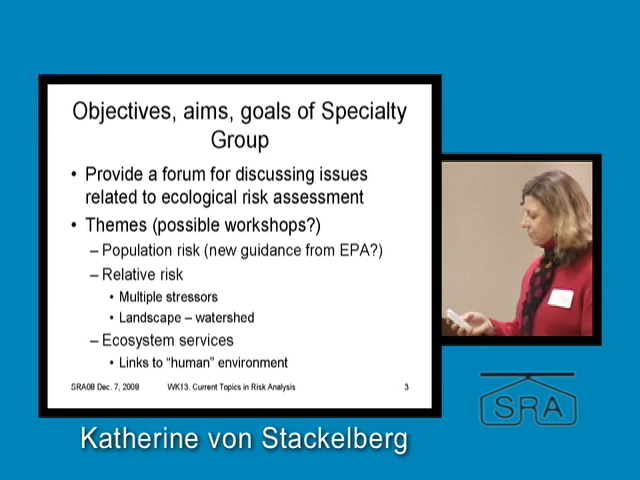 Objectives, aims, goals of Specialty
Group
• Provide a forum for discussing issues
related to ecological risk assessment
• Themes (possible workshops?)
– Population risk (new guidance from EPA?)
– Relative risk
• Multiple stressors
• Landscape – watershed
– Ecosystem services
• Links to “human” environment
SRA08 Dec. 7, 2008 WK13. Current Topics in Risk Analysis 3
SRA
Katherine von Stackelberg